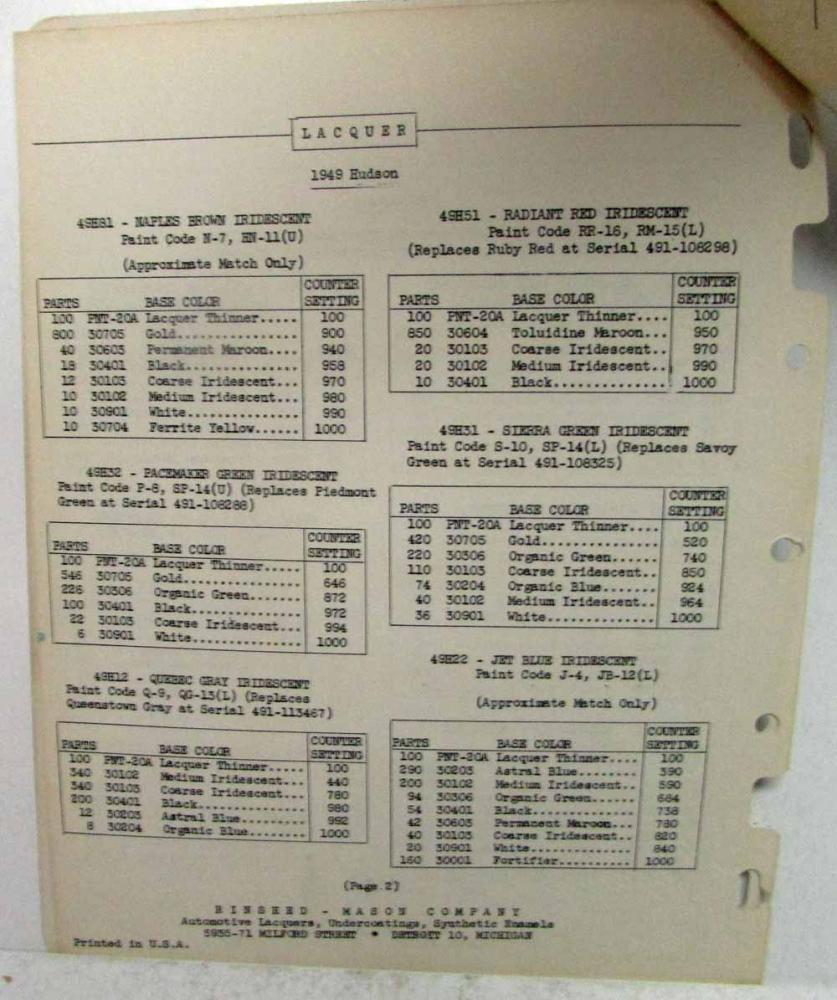 LACQUER
1949 Hudson
49H81 - NAPLES BROWN IRIDESCENT
Paint Code N-7, HN-11(U)
(Approximate Match Only)
PARTS BASE COLOR COUNTER SETTING
100 PNT-20A Lacquer Thinner..... 100
800 30705 Gold................ 900
40 30603 Permanent Maroon.... 940
18 30401 Black............... 958
12 30103 Coarse Iridescent... 970
10 30102 Medium Iridescent... 980
10 30901 White............... 990
10 30704 Ferrite Yellow...... 1000
49H32 - PACEMAKER GREEN IRIDESCENT
Paint Code P-8, SP-14(U) (Replaces Piedmont
Green at Serial 491-108288)
PARTS BASE COLOR COUNTER SETTING
100 PNT-20A Lacquer Thinner..... 100
546 30705 Gold................ 646
226 30306 Organic Green....... 872
100 30401 Black............... 972
22 30103 Coarse Iridescent... 994
6 30901 White............... 1000
49H12 - QUEBEC GRAY IRIDESCENT
Paint Code Q-9, QG-13(L) (Replaces
Queenstown Gray at Serial 491-113467)
PARTS BASE COLOR COUNTER SETTING
100 PNT-20A Lacquer Thinner..... 100
340 30102 Medium Iridescent... 440
340 30103 Coarse Iridescent... 780
200 30401 Black............... 980
12 30203 Astral Blue......... 992
8 30204 Organic Blue........ 1000
49H51 - RADIANT RED IRIDESCENT
Paint Code RR-16, RM-15(L)
(Replaces Ruby Red at Serial 491-108298)
PARTS BASE COLOR COUNTER SETTING
100 PNT-20A Lacquer Thinner.... 100
850 30604 Toluidine Maroon... 950
20 30103 Coarse Iridescent.. 970
20 30102 Medium Iridescent.. 990
10 30401 Black.............. 1000
49H31 - SIERRA GREEN IRIDESCENT
Paint Code S-10, SP-14(L) (Replaces Savoy
Green at Serial 491-108325)
PARTS BASE COLOR COUNTER SETTING
100 PNT-20A Lacquer Thinner.... 100
420 30705 Gold............... 520
220 30306 Organic Green...... 740
110 30103 Coarse Iridescent.. 850
74 30204 Organic Blue....... 924
40 30102 Medium Iridescent.. 964
36 30901 White.............. 1000
49H22 - JET BLUE IRIDESCENT
Paint Code J-4, JB-12(L)
(Approximate Match Only)
PARTS BASE COLOR COUNTER SETTING
100 PNT-20A Lacquer Thinner.... 100
290 30203 Astral Blue........ 390
200 30102 Medium Iridescent.. 590
94 30306 Organic Green...... 684
54 30401 Black.............. 738
42 30603 Permanent Maroon... 780
40 30103 Coarse Iridescent.. 820
20 30901 White.............. 840
160 30001 Fortifier.......... 1000
(Page 2)
RINSHED - MASON COMPANY
Automotive Lacquers, Undercoatings, Synthetic Enamels
5935-71 MILFORD STREET * DETROIT 10, MICHIGAN
Printed in U.S.A.